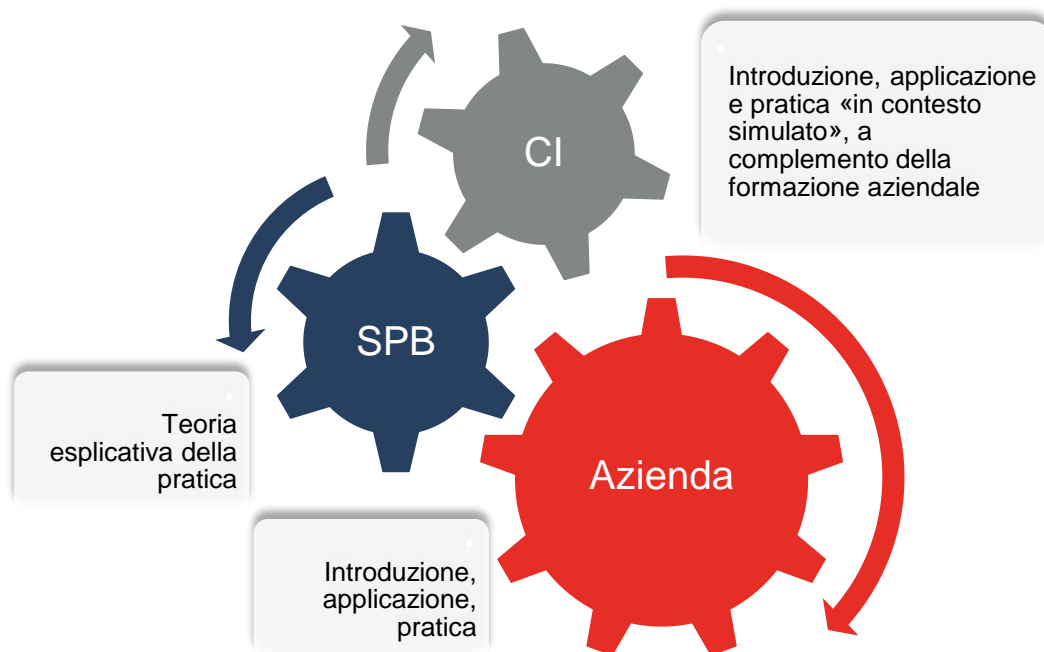 CI
Introduzione, applicazione
e pratica «in contesto
simulato», a
complemento della
formazione aziendale
SPB
Teoria
esplicativa della
pratica
Azienda
Introduzione,
applicazione,
pratica